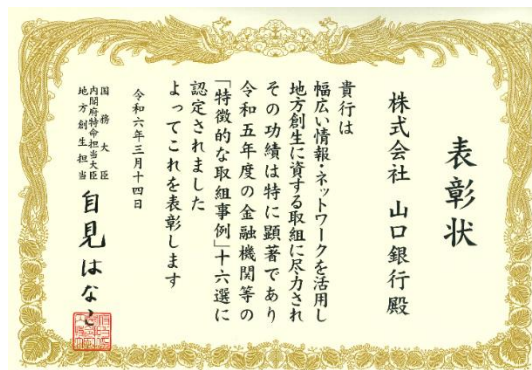 表彰状
株式会社 山口銀行殿
貴行は
幅広い情報・ネットワークを活用し
地方創生に資する取組に尽力され
その功績は特に顕著であり
令和五年度の金融機関等の
「特徴的な取組事例」十六選に
認定されました
よってこれを表彰します
令和六年三月十四日
国務大臣
内閣府特命担当大臣
地方創生担当
自見はなこ